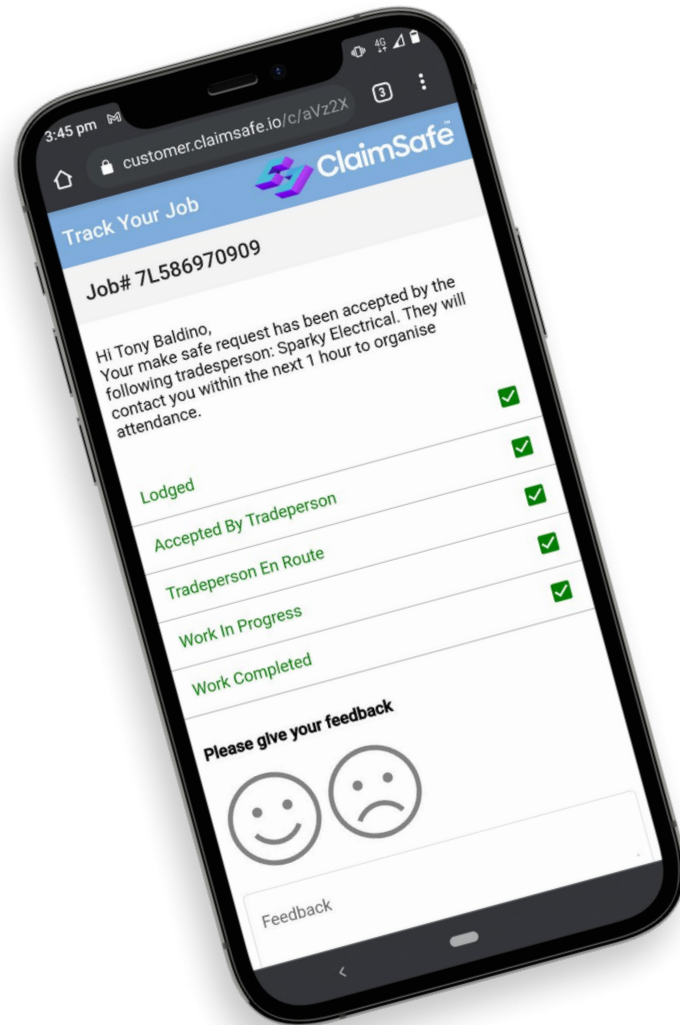 3:45 pm
4G
customer.claimsafe.io/c/aVz2X
3
Track Your Job
ClaimSafe™
Job# 7L586970909
Hi Tony Baldino,
Your make safe request has been accepted by the
following tradesperson: Sparky Electrical. They will
contact you within the next 1 hour to organise
attendance.
Lodged
Accepted By Tradeperson
Tradeperson En Route
Work In Progress
Work Completed
Please give your feedback
Feedback